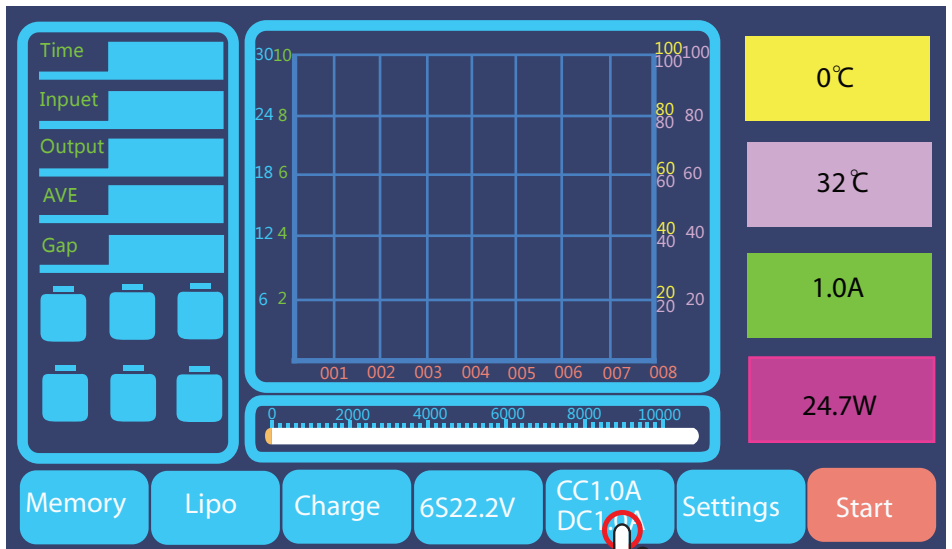 Time
Inpuet
Output
AVE
Gap
30 10
24 8
18 6
12 4
6 2
100 100
100
80
80 80
60
60 60
40
40 40
20
20 20
001 002 003 004 005 006 007 008
0 2000 4000 6000 8000 10000
0℃
32℃
1.0A
24.7W
Memory
Lipo
Charge
6S22.2V
CC1.0A
DC1.0A
Settings
Start